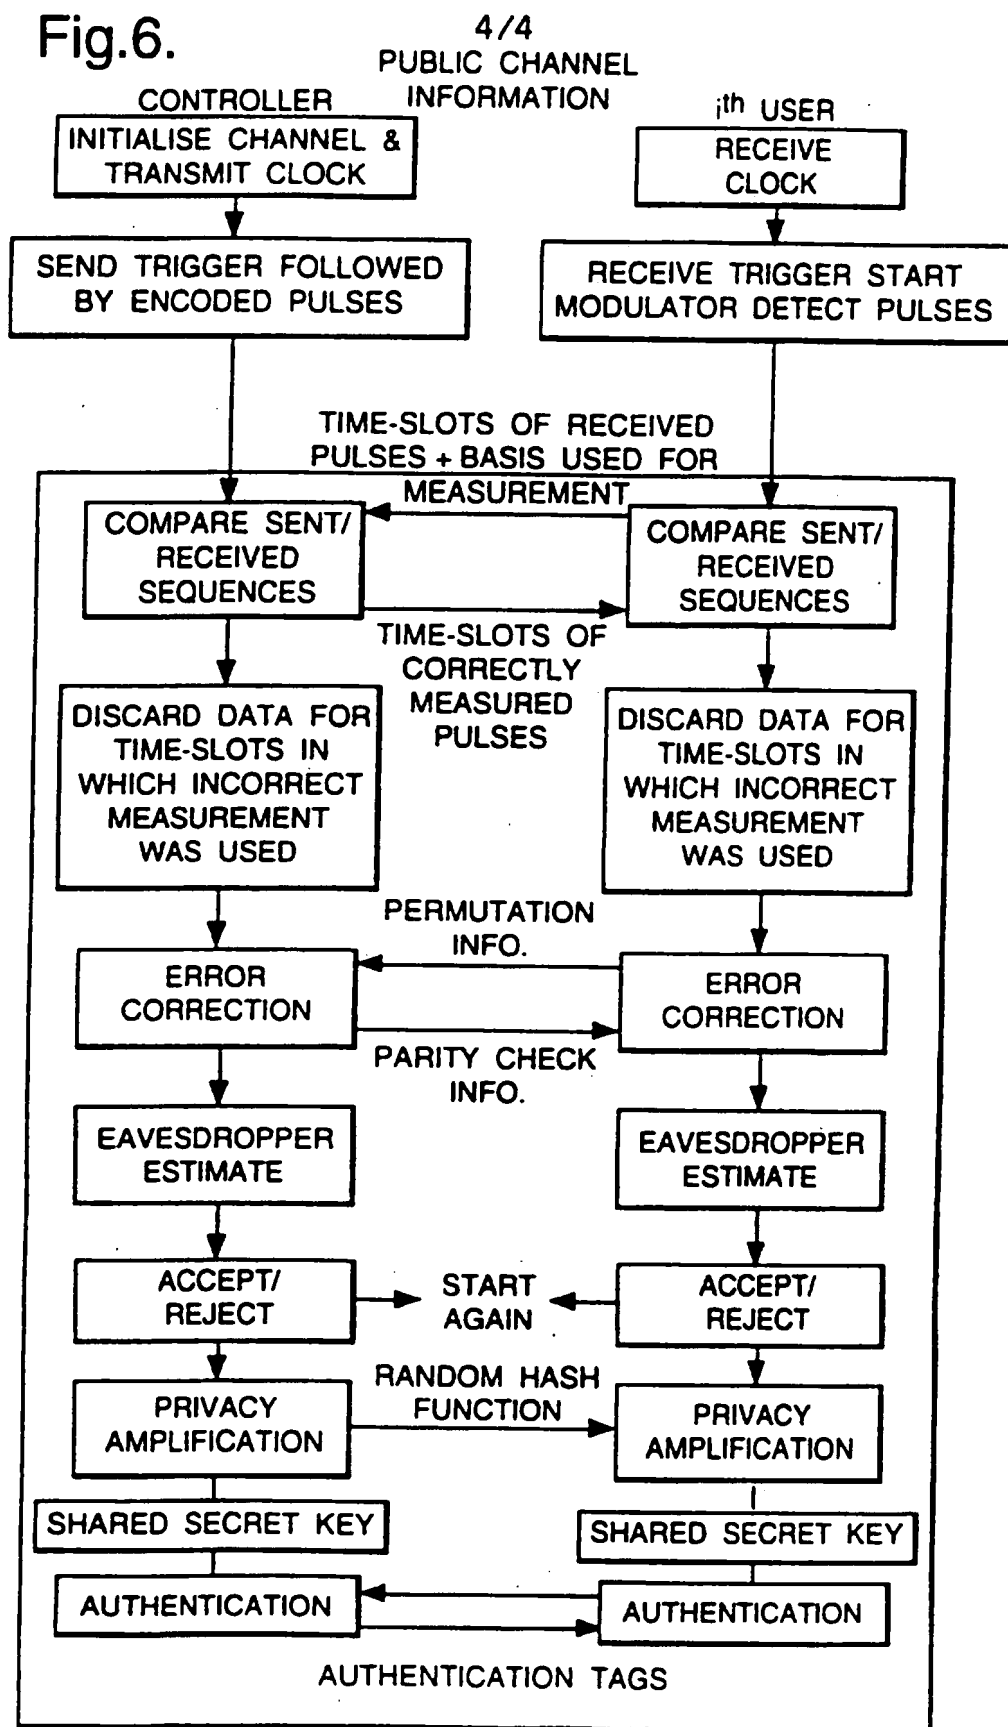 Fig.6.
4/4
PUBLIC CHANNEL
INFORMATION
CONTROLLER
INITIALISE CHANNEL &
TRANSMIT CLOCK
ith USER
RECEIVE
CLOCK
SEND TRIGGER FOLLOWED
BY ENCODED PULSES
RECEIVE TRIGGER START
MODULATOR DETECT PULSES
TIME-SLOTS OF RECEIVED
PULSES + BASIS USED FOR
MEASUREMENT
COMPARE SENT/
RECEIVED
SEQUENCES
COMPARE SENT/
RECEIVED
SEQUENCES
TIME-SLOTS OF
CORRECTLY
MEASURED
PULSES
DISCARD DATA FOR
TIME-SLOTS IN
WHICH INCORRECT
MEASUREMENT
WAS USED
DISCARD DATA FOR
TIME-SLOTS IN
WHICH INCORRECT
MEASUREMENT
WAS USED
PERMUTATION
INFO.
ERROR
CORRECTION
ERROR
CORRECTION
PARITY CHECK
INFO.
EAVESDROPPER
ESTIMATE
EAVESDROPPER
ESTIMATE
ACCEPT/
REJECT
START
AGAIN
ACCEPT/
REJECT
RANDOM HASH
FUNCTION
PRIVACY
AMPLIFICATION
PRIVACY
AMPLIFICATION
SHARED SECRET KEY
SHARED SECRET KEY
AUTHENTICATION
AUTHENTICATION
AUTHENTICATION TAGS